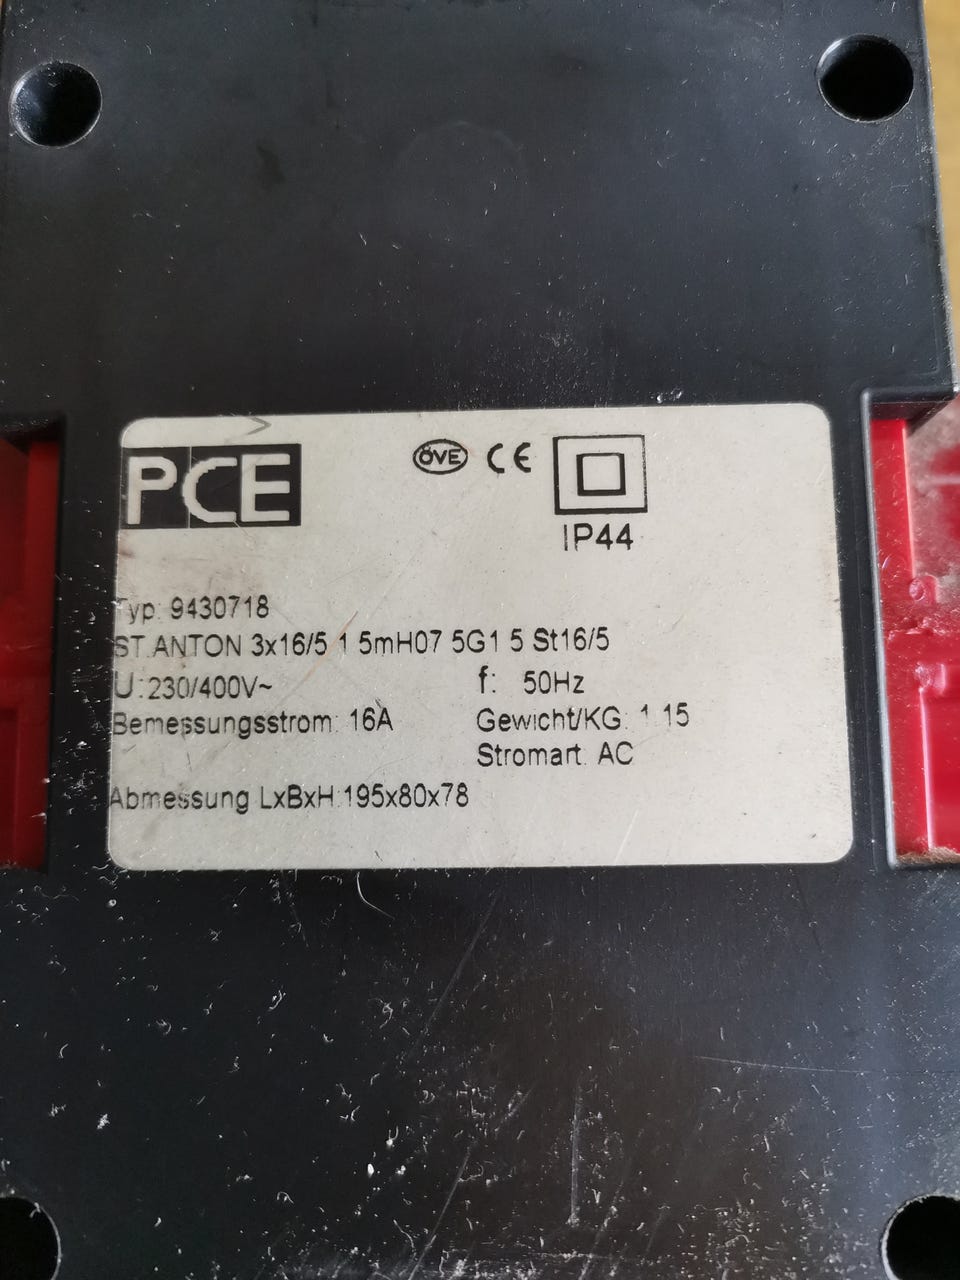 PCE
ÖVE CE
IP44
Typ: 9430718
ST.ANTON 3x16/5 1 5mH07 5G1 5 St16/5
U:230/400V~ f: 50Hz
Bemessungsstrom: 16A Gewicht/KG: 1.15
Stromart: AC
Abmessung LxBxH:195x80x78